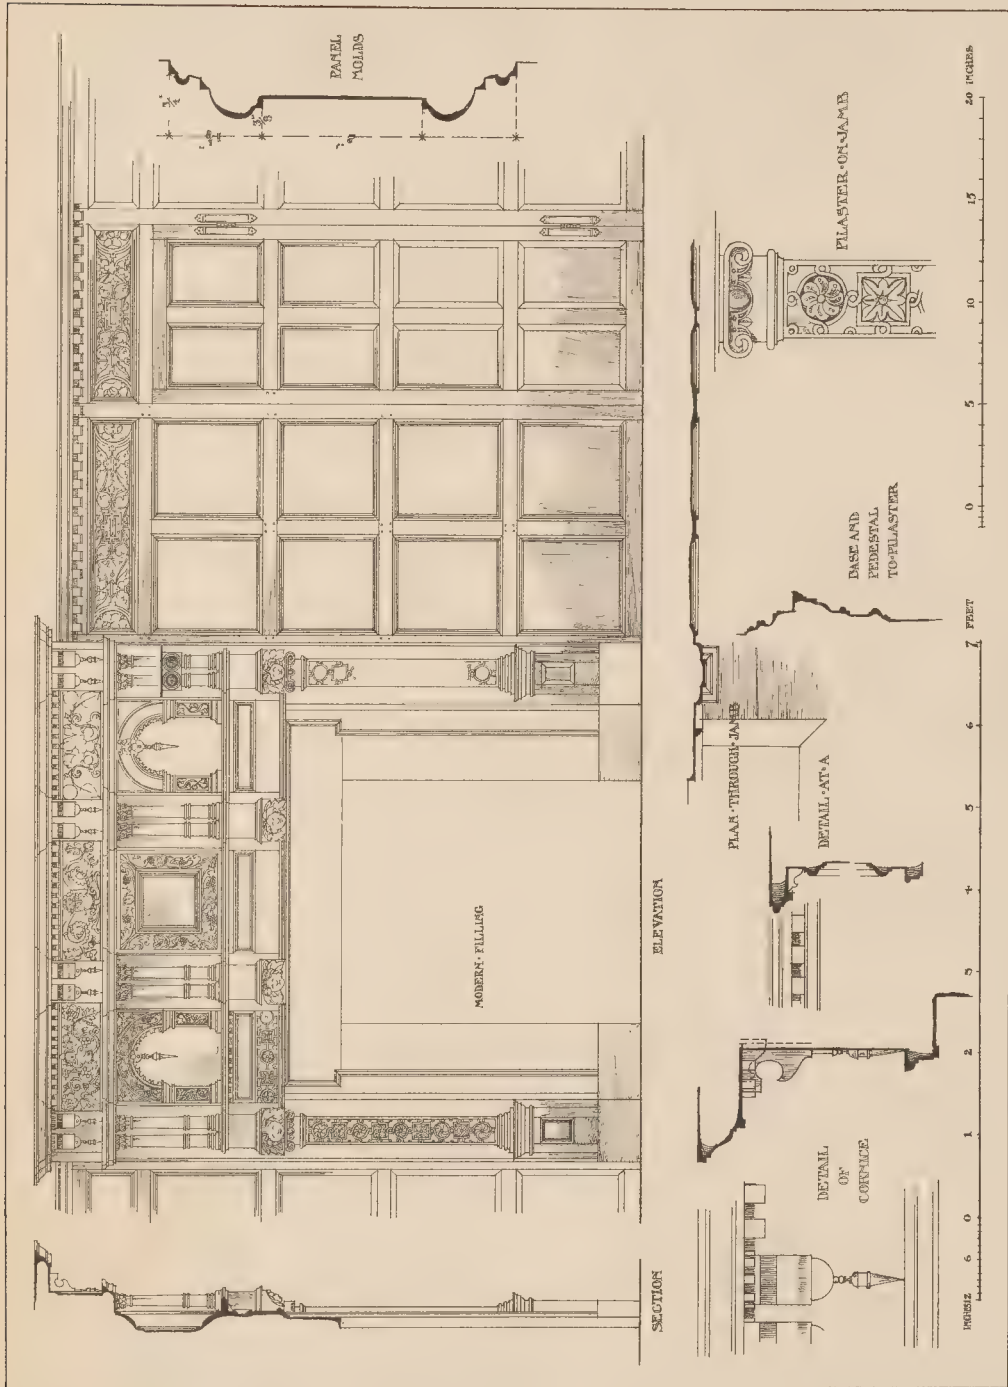 PANEL
MOLDS
MODERN · FILLING
SECTION
ELEVATION
PILASTER · ON · JAMB
BASE AND
PEDESTAL
TO · PILASTER
PLAN · THROUGH · JAMB
DETAIL · AT · A
DETAIL
OF
CORNICE
12 6 0 1 2 3 4 5 6 7 FEET
0 5 10 15 20 INCHES